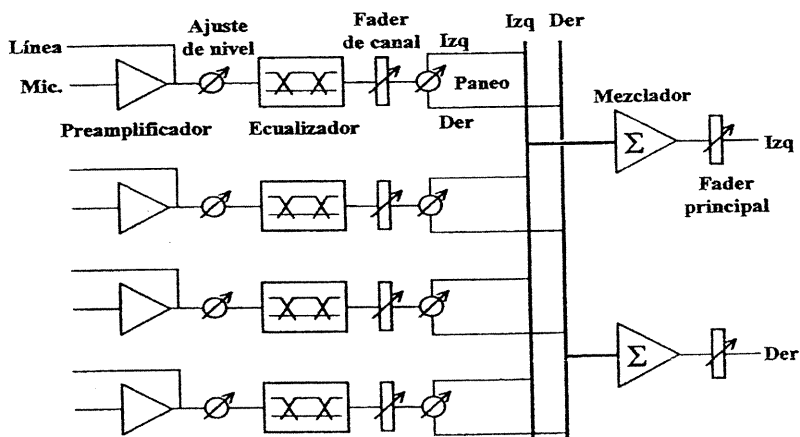 Izq Der
Ajuste
de nivel
Fader
de canal
Línea
Izq
Mic.
Paneo
Mezclador
Preamplificador
Ecualizador
Der
Σ
Izq
Fader
principal
Σ
Der